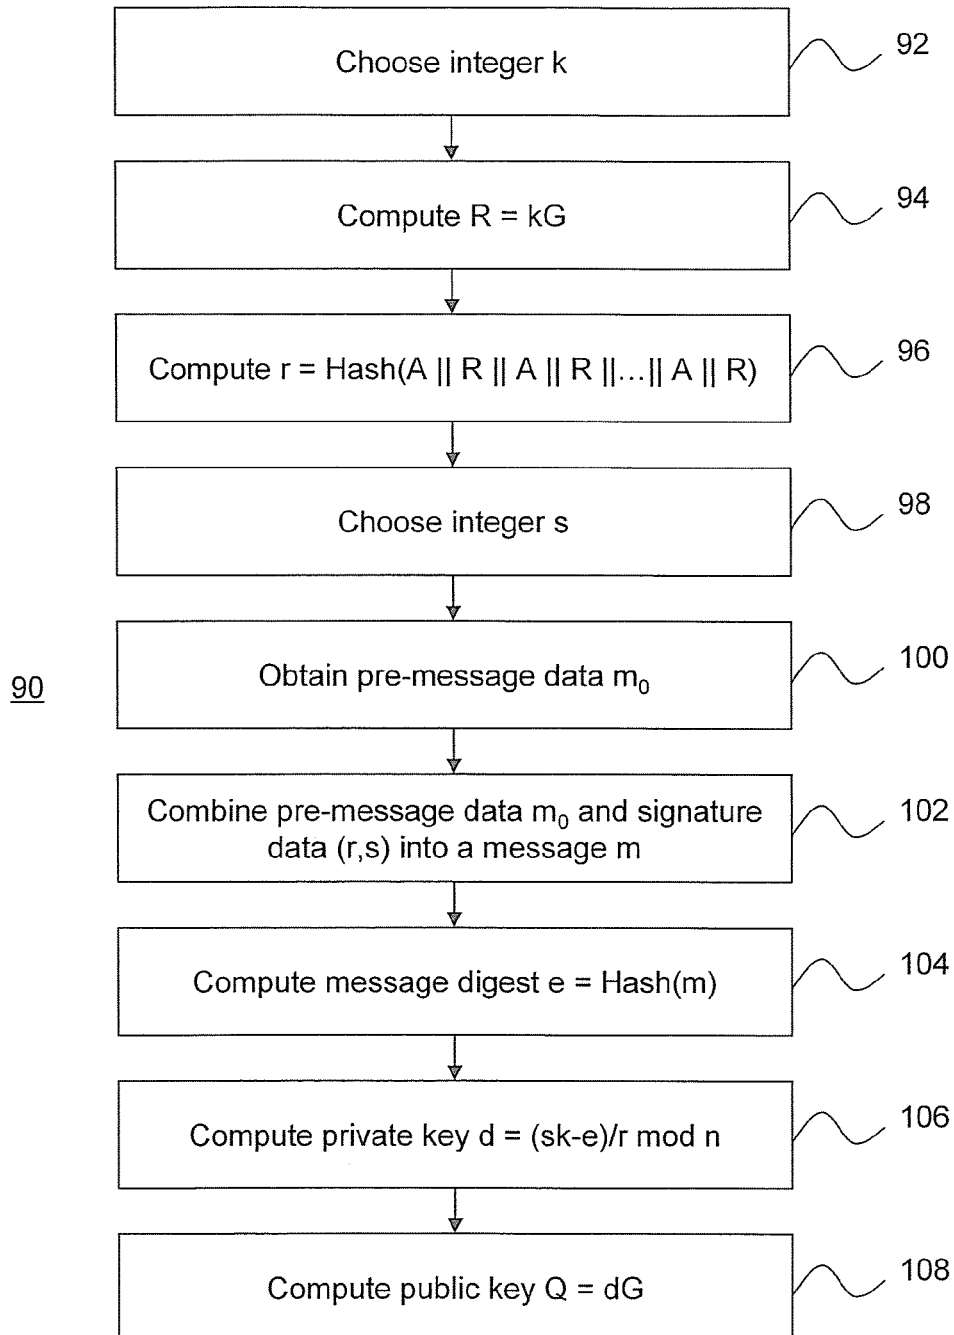 Choose integer k
92
Compute R = kG
94
Compute r = Hash(A || R || A || R ||...|| A || R)
96
Choose integer s
98
Obtain pre-message data m₀
100
90
Combine pre-message data m₀ and signature
data (r,s) into a message m
102
Compute message digest e = Hash(m)
104
Compute private key d = (sk-e)/r mod n
106
Compute public key Q = dG
108